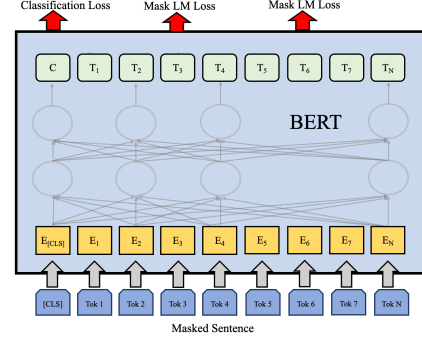 Classification Loss Mask LM Loss Mask LM Loss
C T1 T2 T3 T4 T5 T6 T7 TN
BERT
E[CLS] E1 E2 E3 E4 E5 E6 E7 EN
[CLS] Tok 1 Tok 2 Tok 3 Tok 4 Tok 5 Tok 6 Tok 7 Tok N
Masked Sentence